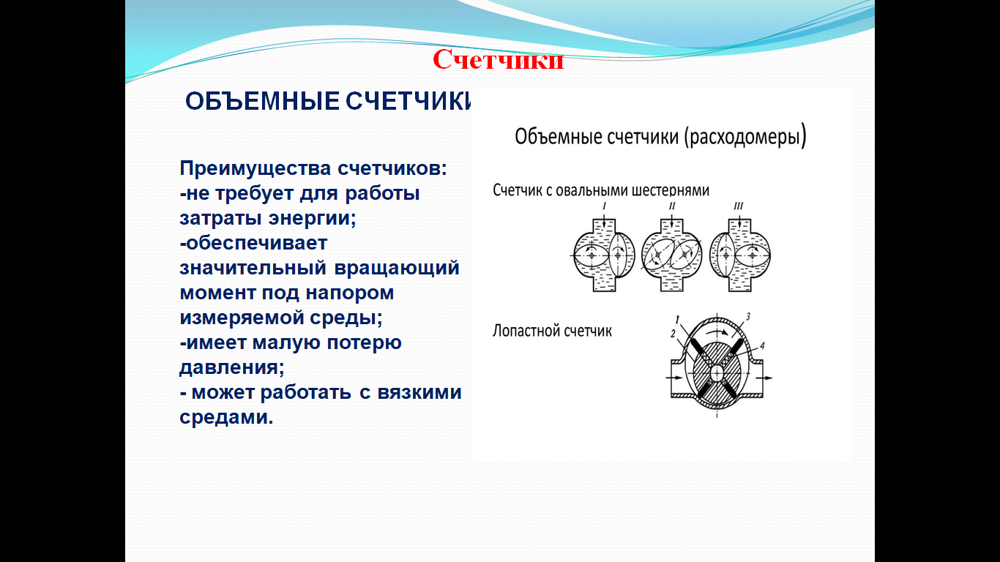 Счетчики
ОБЪЕМНЫЕ СЧЕТЧИКИ
Преимущества счетчиков:
-не требует для работы
затраты энергии;
-обеспечивает
значительный вращающий
момент под напором
измеряемой среды;
-имеет малую потерю
давления;
- может работать с вязкими
средами.
Объемные счетчики (расходомеры)
Счетчик с овальными шестернями
I II III
Лопастной счетчик
1 3
2 4